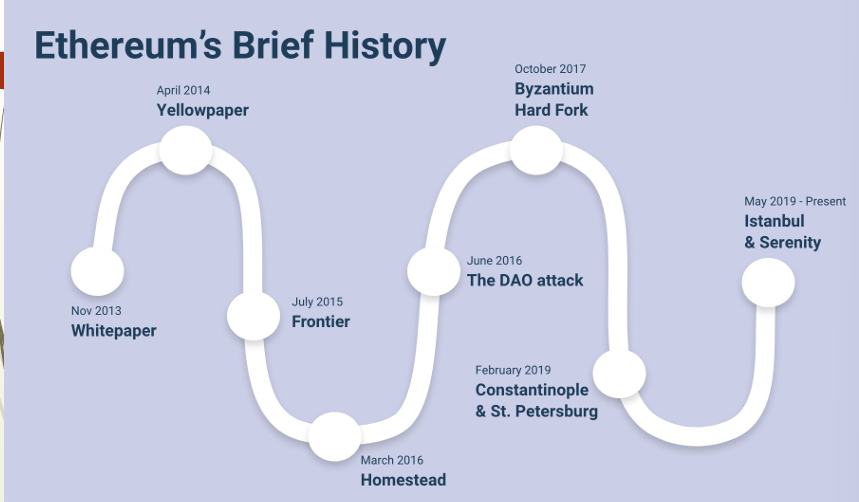 Ethereum’s Brief History
Nov 2013
Whitepaper
April 2014
Yellowpaper
July 2015
Frontier
March 2016
Homestead
June 2016
The DAO attack
October 2017
Byzantium
Hard Fork
February 2019
Constantinople
& St. Petersburg
May 2019 - Present
Istanbul
& Serenity